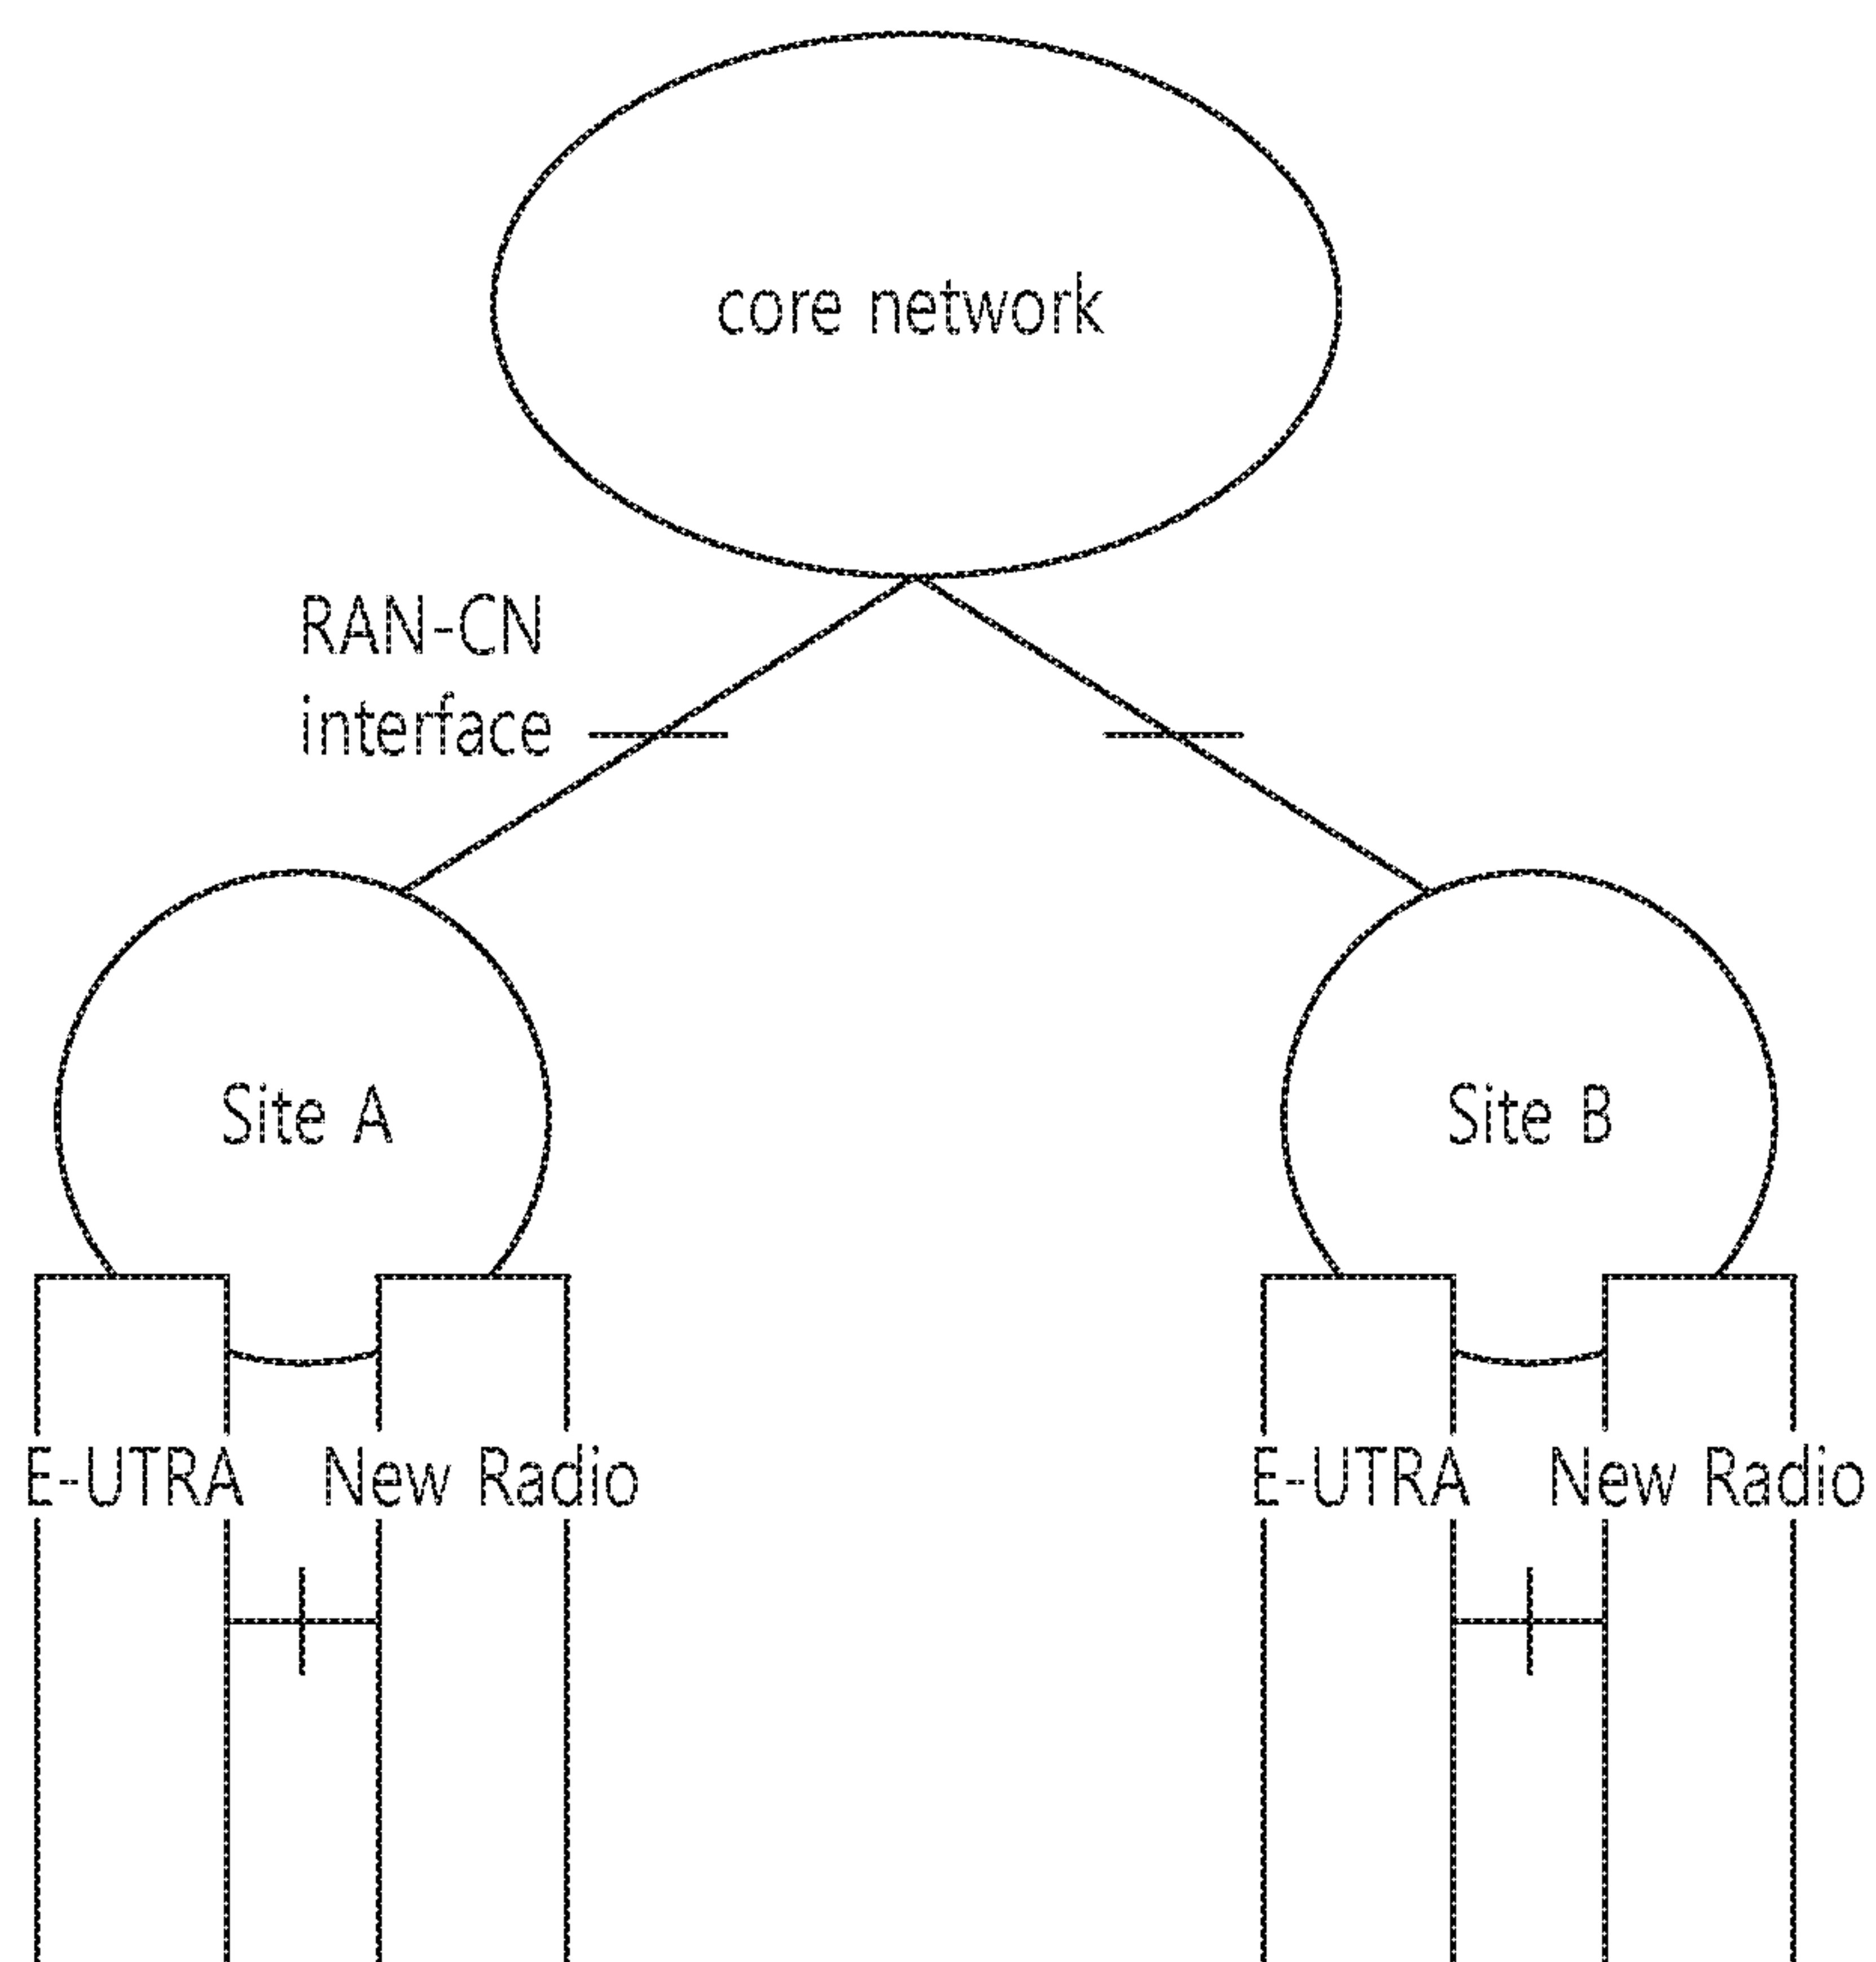 core network
RAN-CN
interface
Site A
Site B
E-UTRA
New Radio
E-UTRA
New Radio